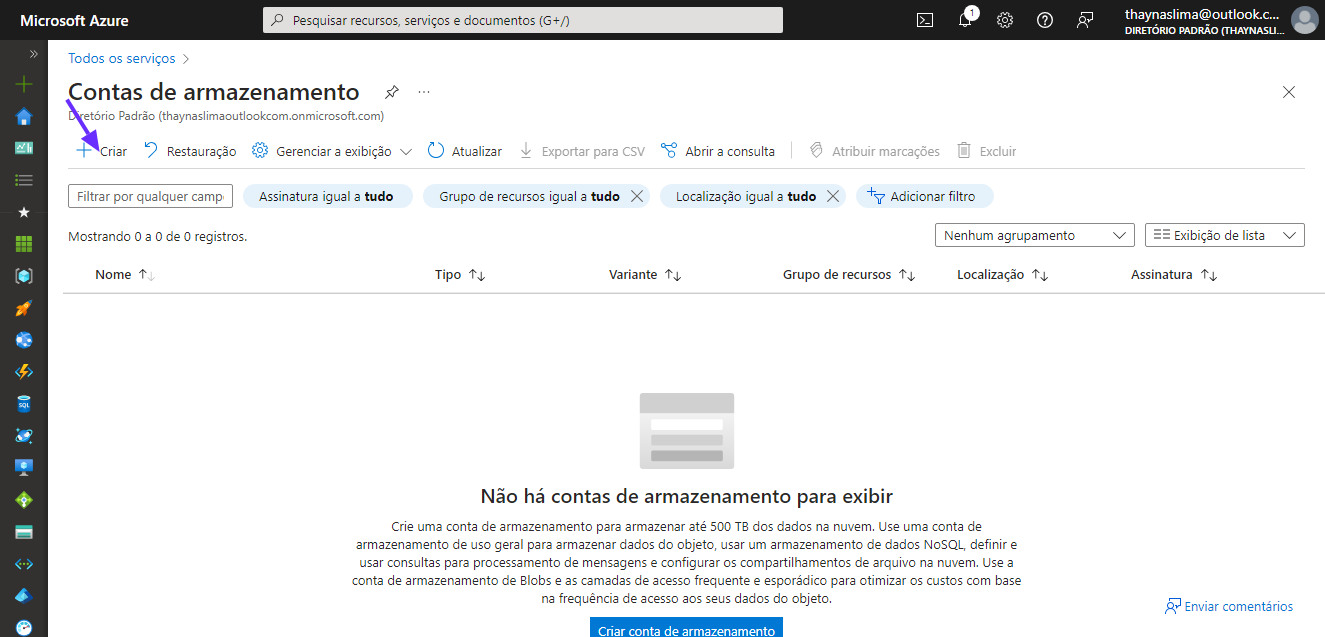 Microsoft Azure
Pesquisar recursos, serviços e documentos (G+/)
1
thaynaslima@outlook.c...
DIRETÓRIO PADRÃO (THAYNASLI...
Todos os serviços
Contas de armazenamento
Diretório Padrão (thaynaslimaoutlookcom.onmicrosoft.com)
Criar Restauração Gerenciar a exibição Atualizar Exportar para CSV Abrir a consulta Atribuir marcações Excluir
Filtrar por qualquer camp Assinatura igual a tudo Grupo de recursos igual a tudo Localização igual a tudo Adicionar filtro
Mostrando 0 a 0 de 0 registros. Nenhum agrupamento Exibição de lista
Nome Tipo Variante Grupo de recursos Localização Assinatura
SQL
Não há contas de armazenamento para exibir
Crie uma conta de armazenamento para armazenar até 500 TB dos dados na nuvem. Use uma conta de
armazenamento de uso geral para armazenar dados do objeto, usar um armazenamento de dados NoSQL, definir e
usar consultas para processamento de mensagens e configurar os compartilhamentos de arquivo na nuvem. Use a
conta de armazenamento de Blobs e as camadas de acesso frequente e esporádico para otimizar os custos com base
na frequência de acesso aos seus dados do objeto.
Enviar comentários
Criar conta de armazenamento